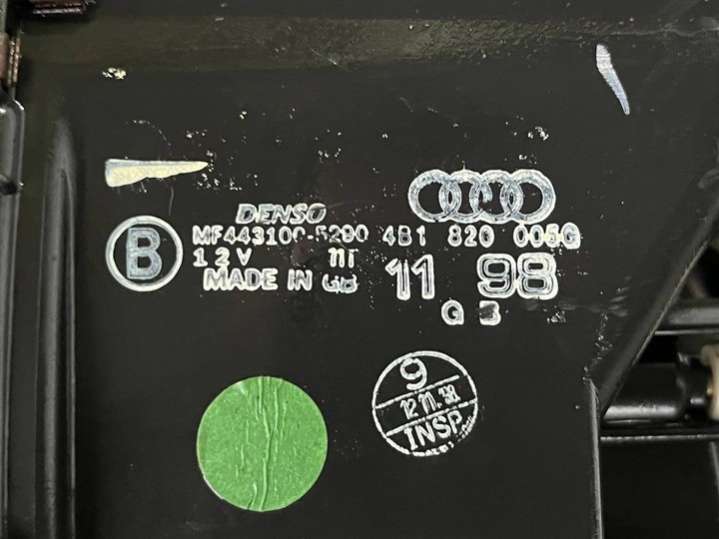 DENSO
B
MF443100-5290 4B1 820 005G
12V
MADE IN GB
11 98
G 3
9
12 11.98
INSP.